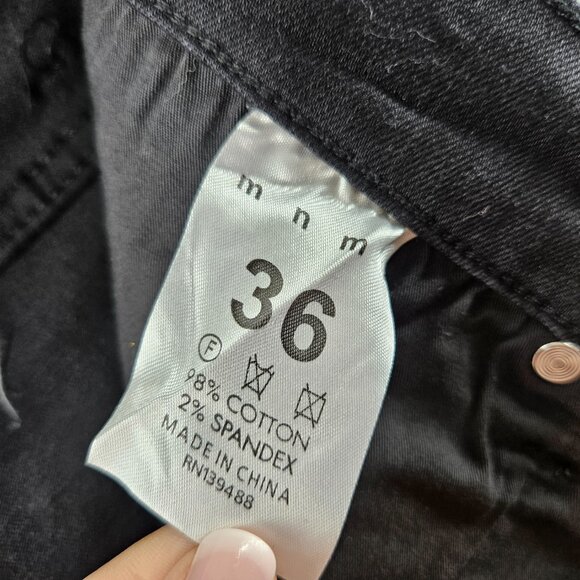 m n m
36
F
98% COTTON
2% SPANDEX
MADE IN CHINA
RN139488